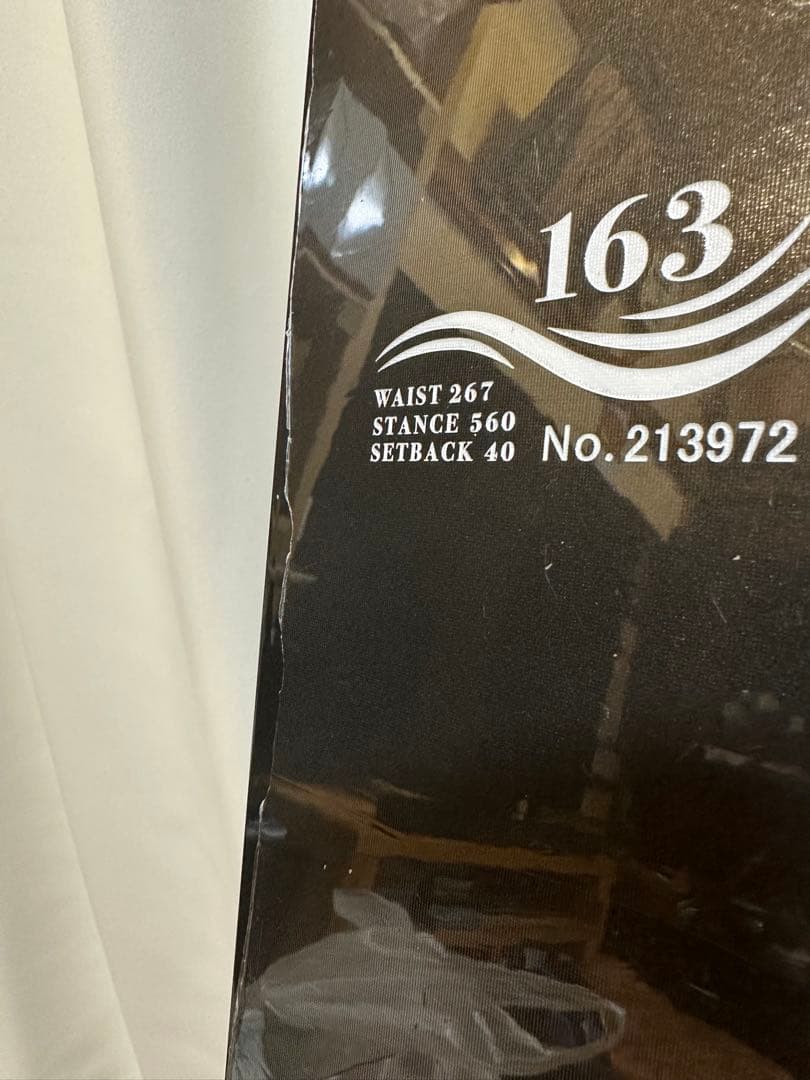 163
WAIST 267
STANCE 560
SETBACK 40
No.213972